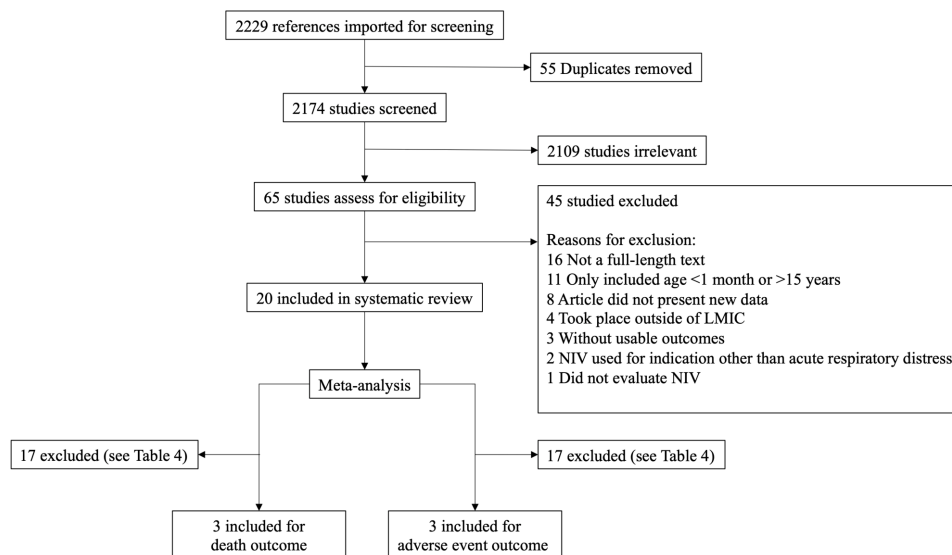 2229 references imported for screening
55 Duplicates removed
2174 studies screened
2109 studies irrelevant
65 studies assess for eligibility
45 studied excluded
Reasons for exclusion:
16 Not a full-length text
11 Only included age <1 month or >15 years
8 Article did not present new data
4 Took place outside of LMIC
3 Without usable outcomes
2 NIV used for indication other than acute respiratory distress
1 Did not evaluate NIV
20 included in systematic review
Meta-analysis
17 excluded (see Table 4)
17 excluded (see Table 4)
3 included for
death outcome
3 included for
adverse event outcome